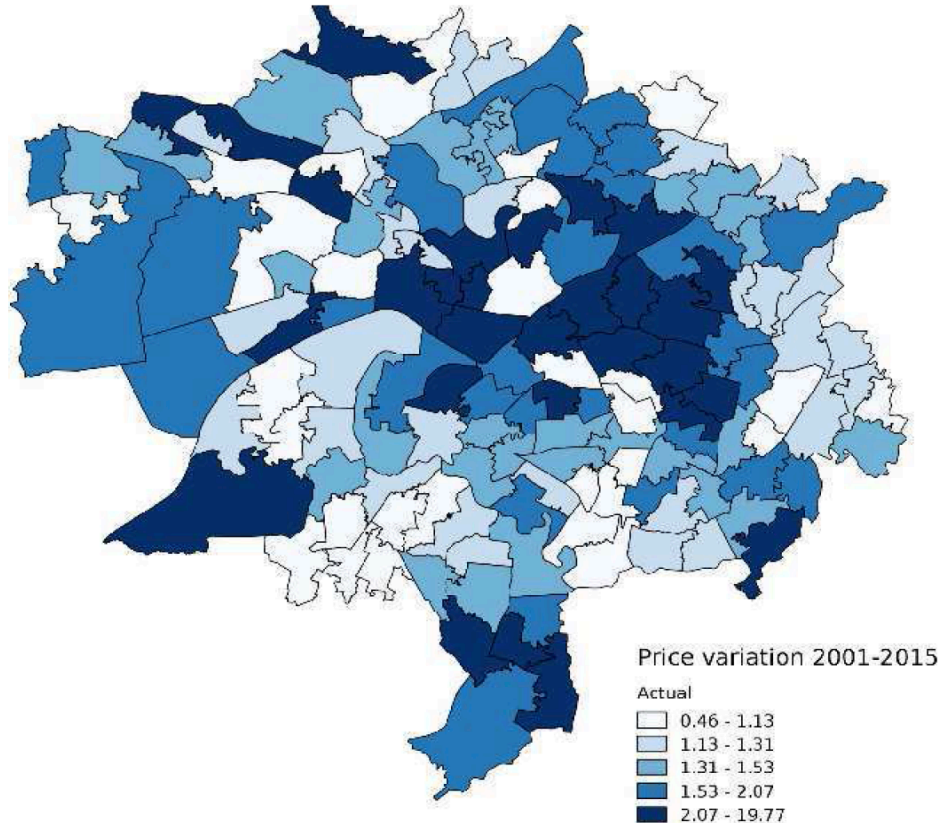 Price variation 2001-2015
Actual
0.46 - 1.13
1.13 - 1.31
1.31 - 1.53
1.53 - 2.07
2.07 - 19.77